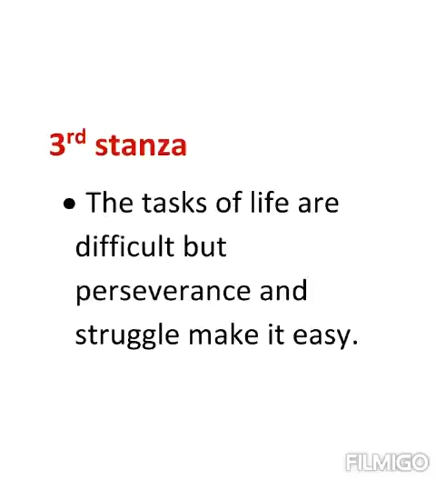 3rd stanza
• The tasks of life are
difficult but
perseverance and
struggle make it easy.
FILMIGO